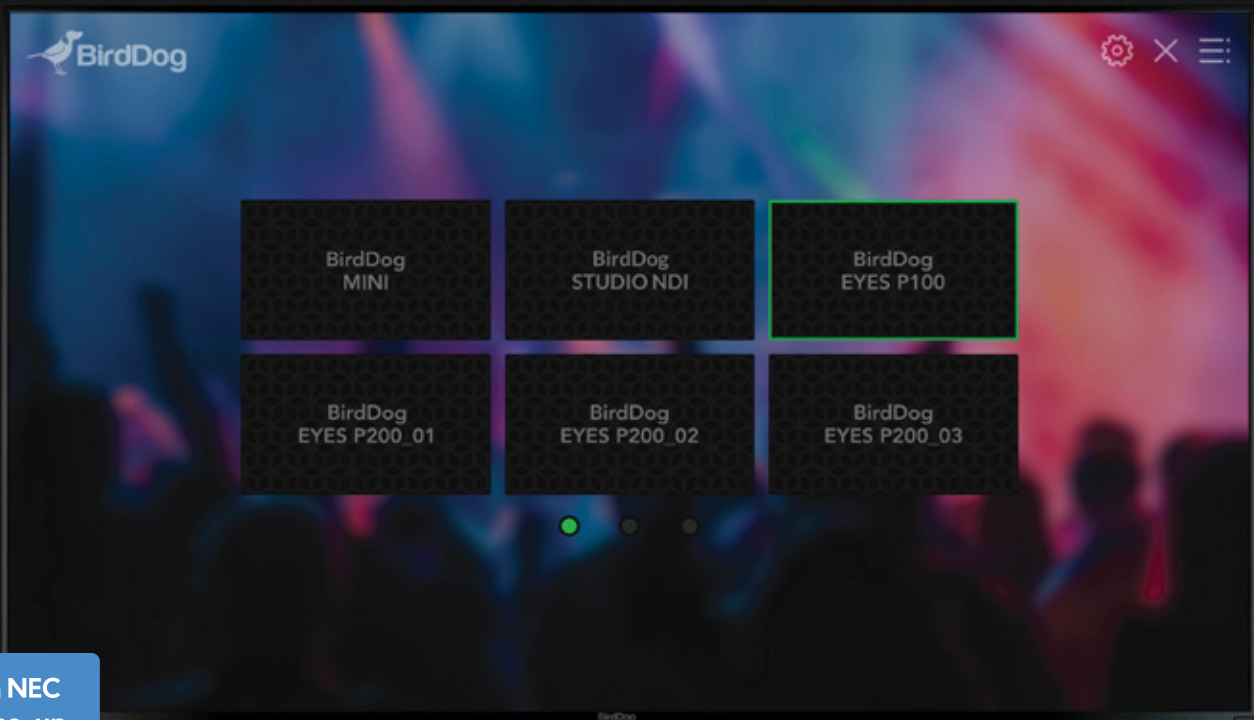 BirdDog
BirdDog
MINI
BirdDog
STUDIO NDI
BirdDog
EYES P100
BirdDog
EYES P200_01
BirdDog
EYES P200_02
BirdDog
EYES P200_03
NEC
BirdDog